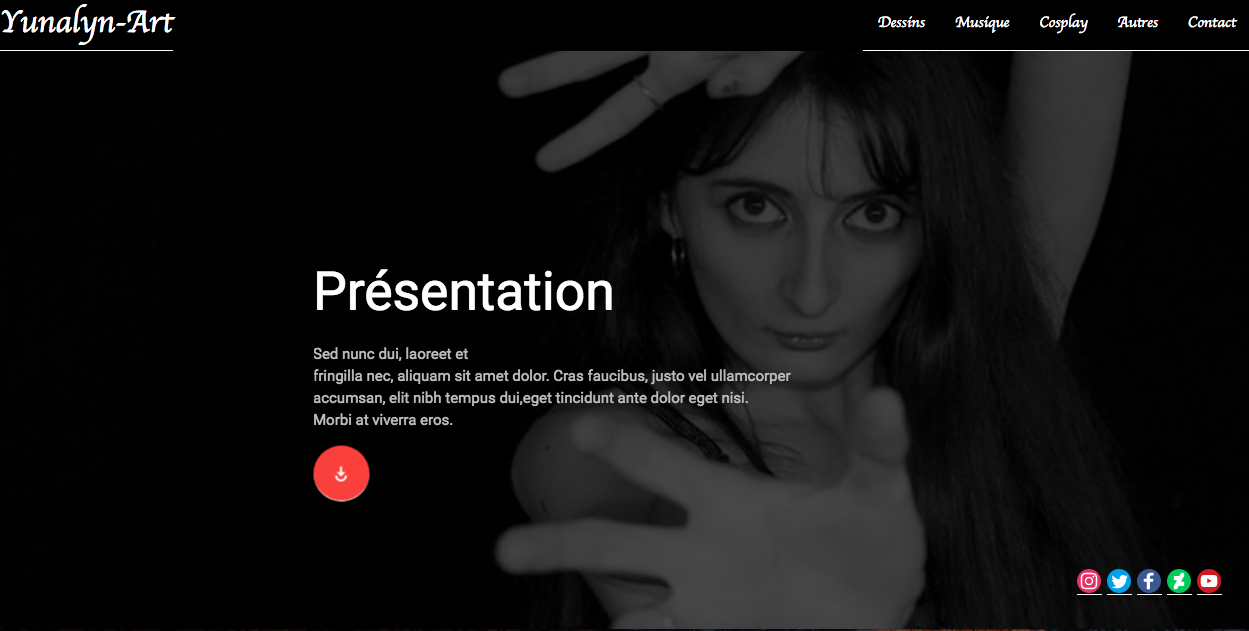 Yunalyn-Art
Dessins Musique Cosplay Autres Contact
Présentation
Sed nunc dui, laoreet et
fringilla nec, aliquam sit amet dolor. Cras faucibus, justo vel ullamcorper
accumsan, elit nibh tempus dui,eget tincidunt ante dolor eget nisi.
Morbi at viverra eros.